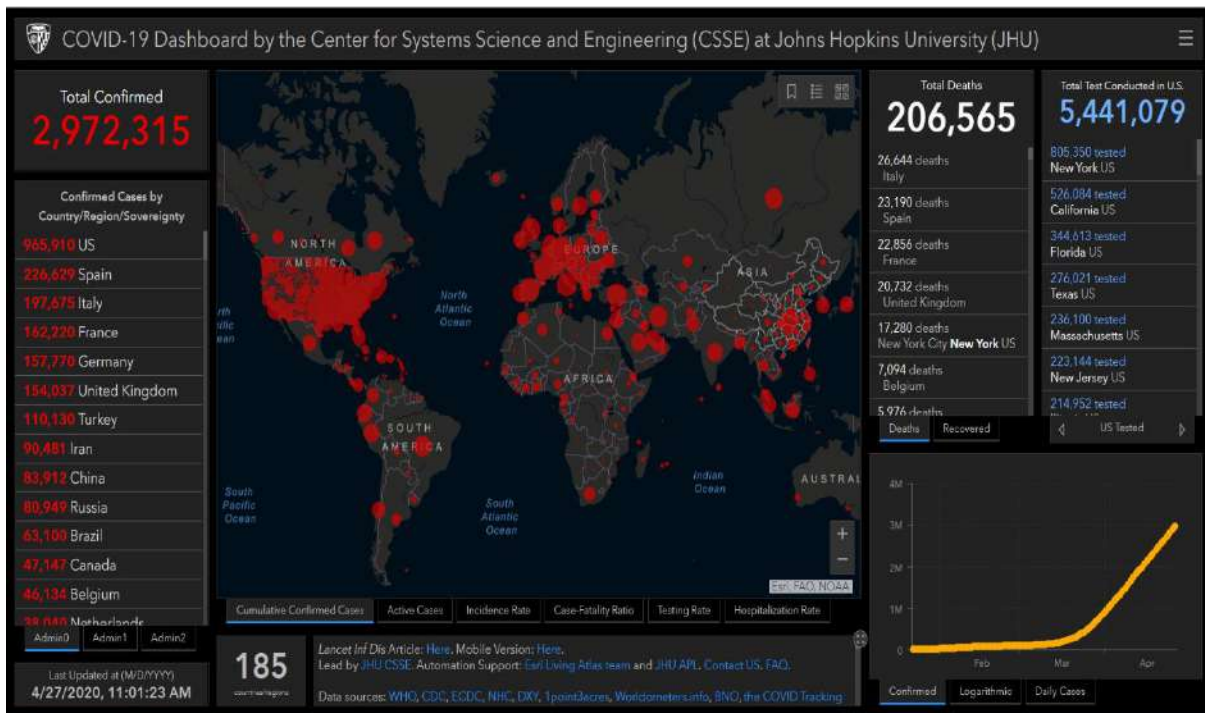 COVID-19 Dashboard by the Center for Systems Science and Engineering (CSSE) at Johns Hopkins University (JHU)
Total Confirmed
2,972,315
Confirmed Cases by
Country/Region/Sovereignty
965,910 US
226,629 Spain
197,675 Italy
162,220 France
157,770 Germany
154,037 United Kingdom
110,130 Turkey
90,481 Iran
83,912 China
80,949 Russia
63,100 Brazil
47,147 Canada
46,134 Belgium
38,040 Netherlands
Admin0
Admin1
Admin2
Last Updated at (M/D/YYYY)
4/27/2020, 11:01:23 AM
NORTH
AMERICA
North
Atlantic
Ocean
EUROPE
ASIA
AFRICA
SOUTH
AMERICA
Indian
Ocean
AUSTRAL
South
Pacific
Ocean
South
Atlantic
Ocean
+
−
Esri, FAO, NOAA
Cumulative Confirmed Cases
Active Cases
Incidence Rate
Case-Fatality Ratio
Testing Rate
Hospitalization Rate
185
countries/regions
Lancet Inf Dis Article: Here. Mobile Version: Here.
Lead by JHU CSSE. Automation Support: Esri Living Atlas team and JHU APL. Contact US. FAQ.
Data sources: WHO, CDC, ECDC, NHC, DXY, 1point3acres, Worldometers.info, BNO, the COVID Tracking
Total Deaths
206,565
26,644 deaths
Italy
23,190 deaths
Spain
22,856 deaths
France
20,732 deaths
United Kingdom
17,280 deaths
New York City New York US
7,094 deaths
Belgium
5,976 deaths
Deaths
Recovered
Total Test Conducted in U.S.
5,441,079
805,350 tested
New York US
526,084 tested
California US
344,613 tested
Florida US
276,021 tested
Texas US
236,100 tested
Massachusetts US
223,144 tested
New Jersey US
214,952 tested
US Tested
4M
3M
2M
1M
0
Feb
Mar
Apr
Confirmed
Logarithmic
Daily Cases